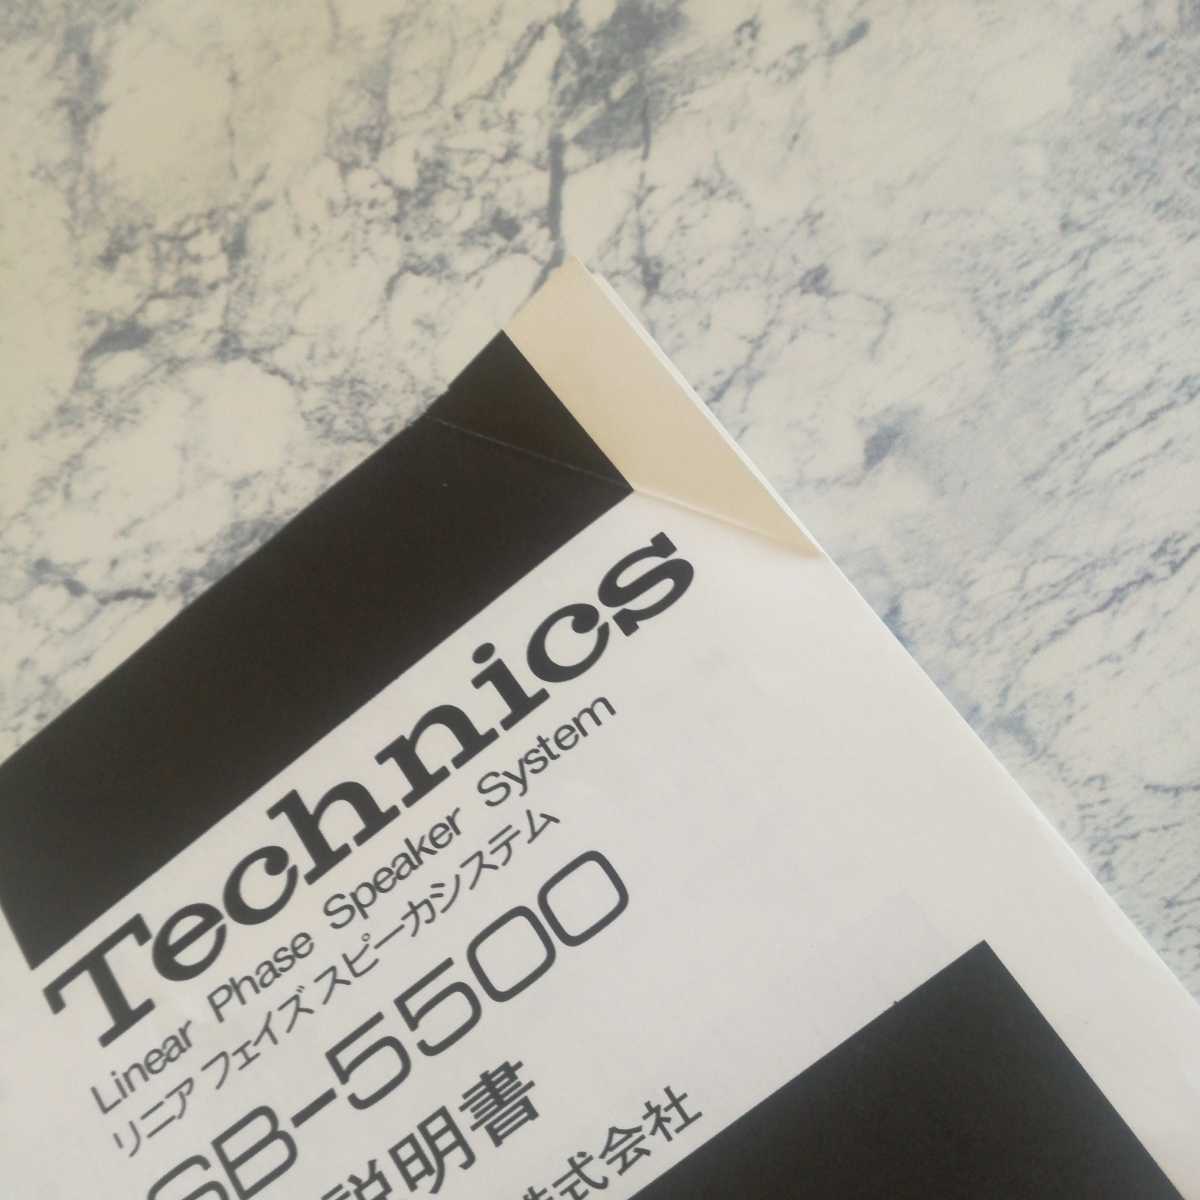 Technics
Linear Phase Speaker System
リニア フェイズ スピーカシステム
SB-5500
説明書
株式会社